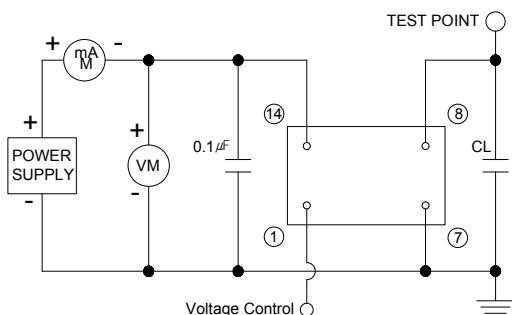 TEST POINT
+ mA -
M
14
8
+
+
0.1㎌
CL
POWER
SUPPLY
VM
-
-
1
7
Voltage Control